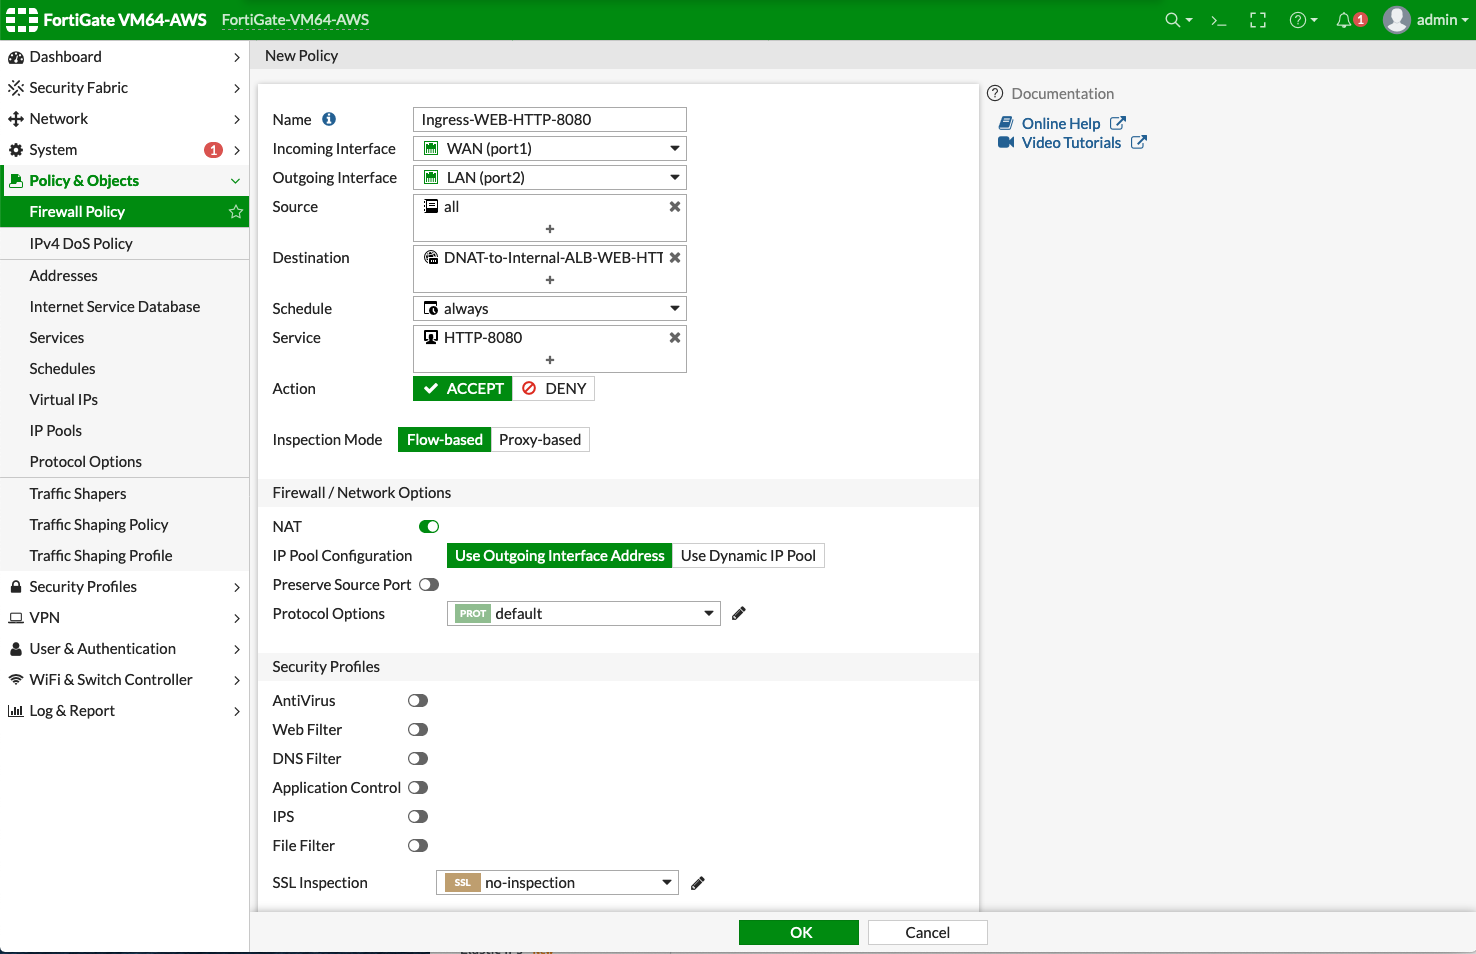 FortiGate VM64-AWS FortiGate-VM64-AWS 1 admin
Dashboard
Security Fabric
Network
System 1
Policy & Objects
Firewall Policy
IPv4 DoS Policy
Addresses
Internet Service Database
Services
Schedules
Virtual IPs
IP Pools
Protocol Options
Traffic Shapers
Traffic Shaping Policy
Traffic Shaping Profile
Security Profiles
VPN
User & Authentication
WiFi & Switch Controller
Log & Report
New Policy
Name Ingress-WEB-HTTP-8080
Incoming Interface WAN (port1)
Outgoing Interface LAN (port2)
Source all
+
Destination DNAT-to-Internal-ALB-WEB-HTT
+
Schedule always
Service HTTP-8080
+
Action ACCEPT DENY
Inspection Mode Flow-based Proxy-based
Firewall / Network Options
NAT
IP Pool Configuration Use Outgoing Interface Address Use Dynamic IP Pool
Preserve Source Port
Protocol Options PROT default
Security Profiles
AntiVirus
Web Filter
DNS Filter
Application Control
IPS
File Filter
SSL Inspection SSL no-inspection
OK Cancel
Documentation
Online Help
Video Tutorials